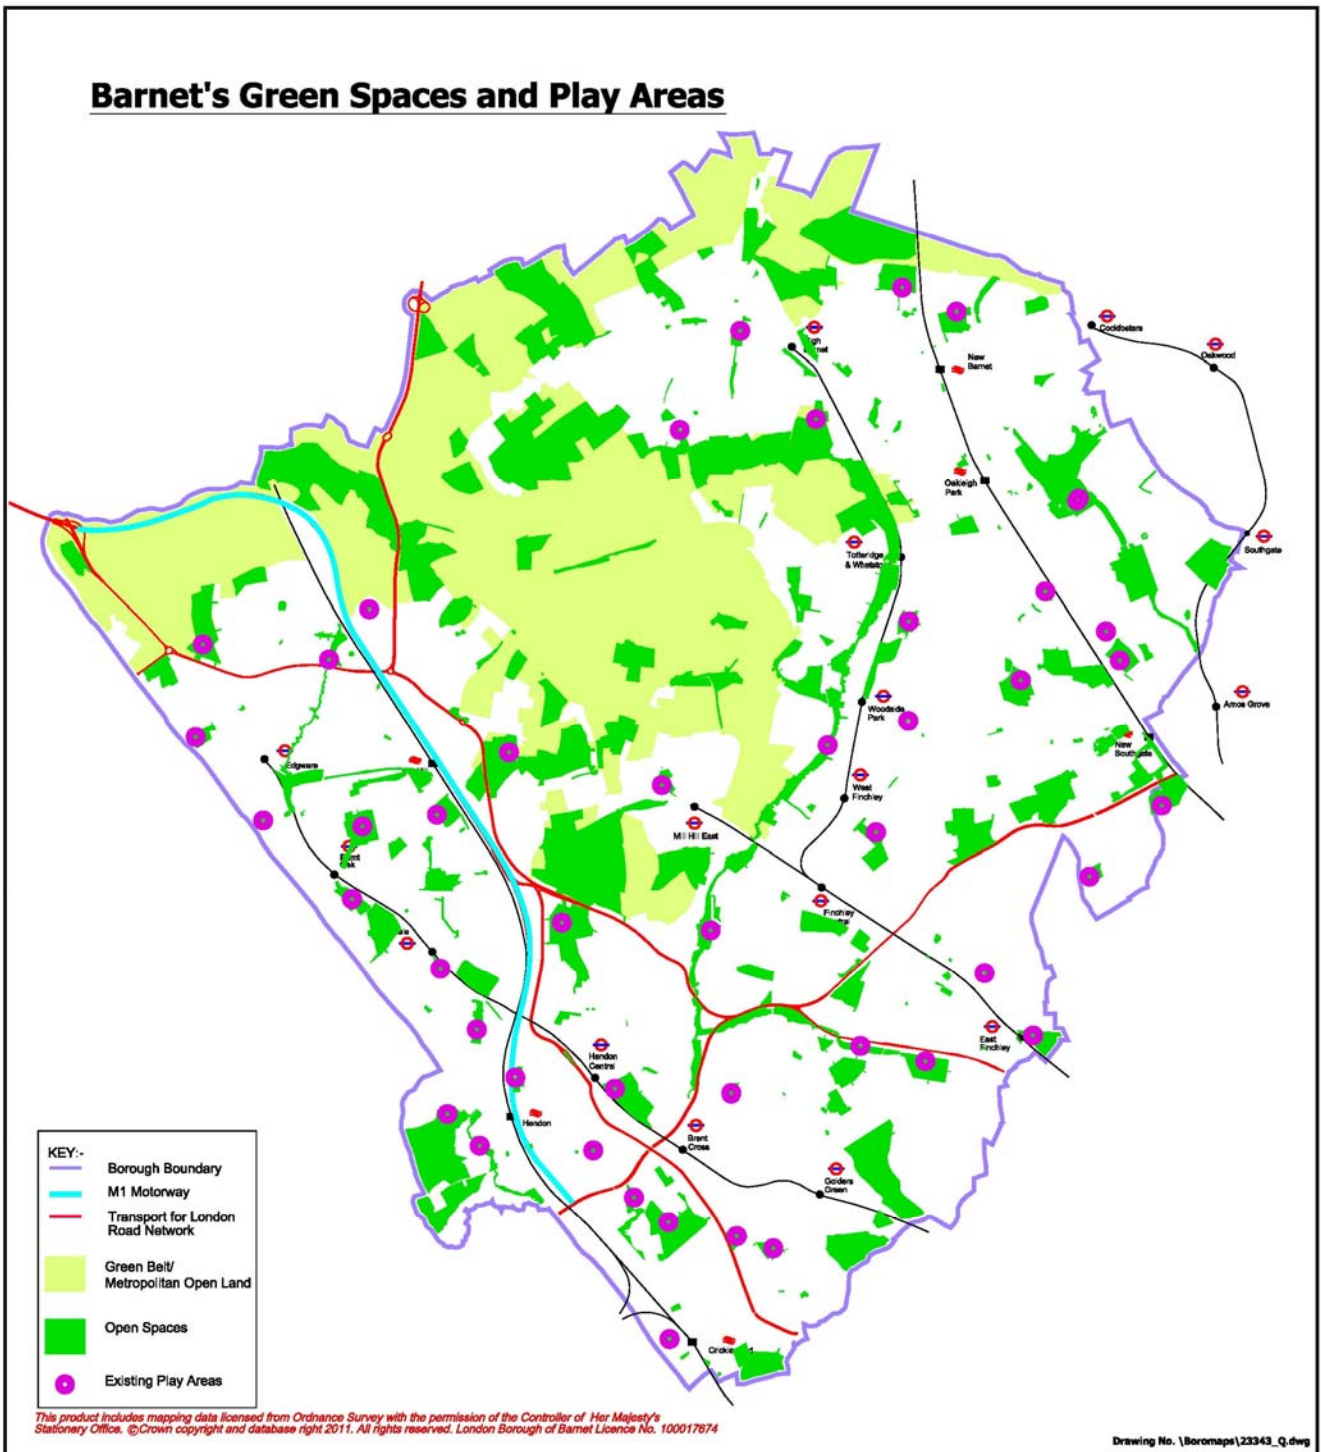 Barnet's Green Spaces and Play Areas
Cockfosters
Oakwood
New
Barnet
Oakleigh
Park
Southgate
Totteridge
& Whetsto
Woodside
Park
Amos Grove
New
Southgate
Edgware
West
Finchley
Mill Hill East
Finchley
East
Finchley
Hendon
Central
Hendon
Brent
Cross
Golders
Green
KEY:-
Borough Boundary
M1 Motorway
Transport for London
Road Network
Green Belt/
Metropolitan Open Land
Open Spaces
Existing Play Areas
This product includes mapping data licensed from Ordnance Survey with the permission of the Controller of Her Majesty's
Stationery Office. ©Crown copyright and database right 2011. All rights reserved. London Borough of Barnet Licence No. 100017674
Drawing No. \Boromaps\23343_Q.dwg